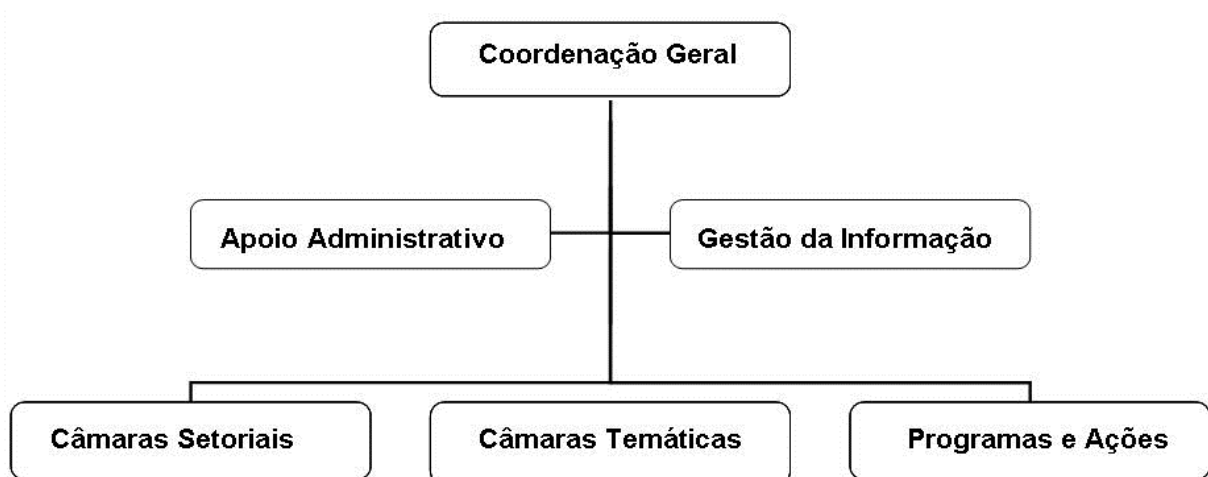 Coordenação Geral
Apoio Administrativo
Gestão da Informação
Câmaras Setoriais
Câmaras Temáticas
Programas e Ações